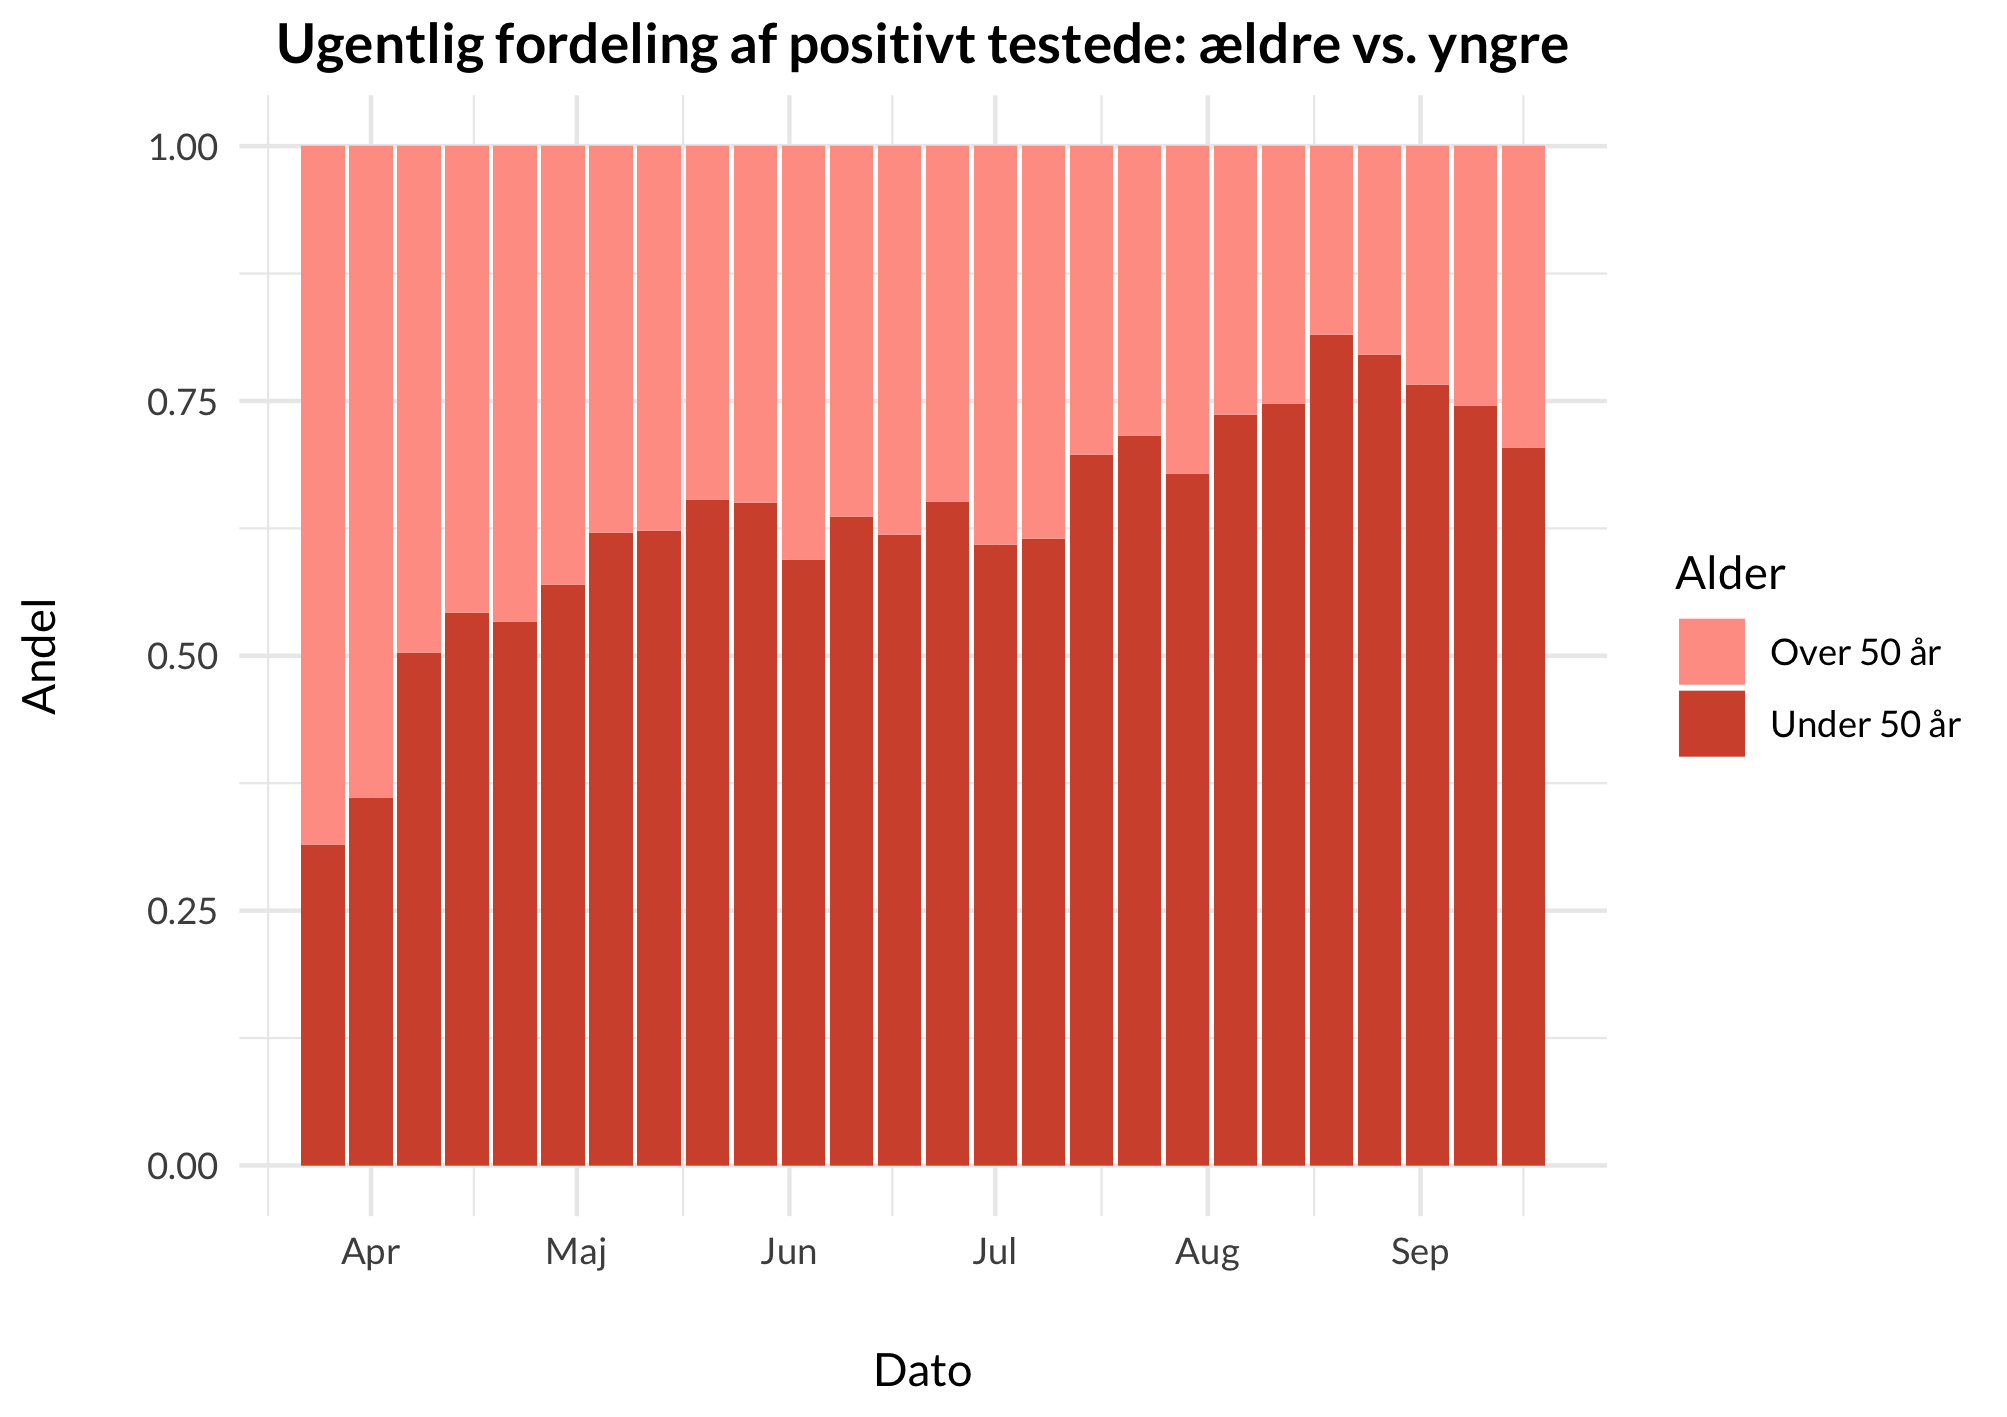 Ugentlig fordeling af positivt testede: ældre vs. yngre
1.00
0.75
0.50
0.25
0.00
Andel
Apr
Maj
Jun
Jul
Aug
Sep
Dato
Alder
Over 50 år
Under 50 år